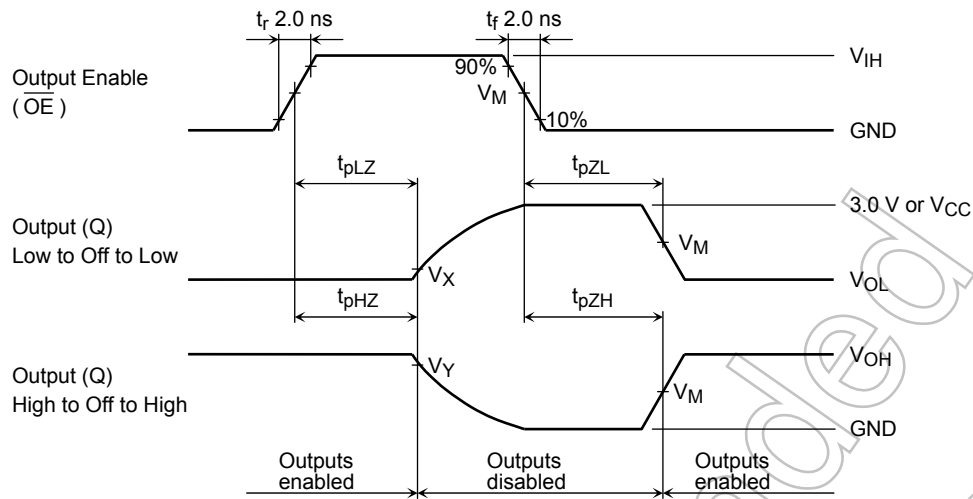 tr 2.0 ns
tf 2.0 ns
Output Enable
( OE )
90%
VM
10%
VIH
GND
tpLZ
tpZL
Output (Q)
Low to Off to Low
VX
VM
3.0 V or VCC
VOL
tpHZ
tpZH
Output (Q)
High to Off to High
VY
VM
VOH
GND
Outputs
enabled
Outputs
disabled
Outputs
enabled
ended